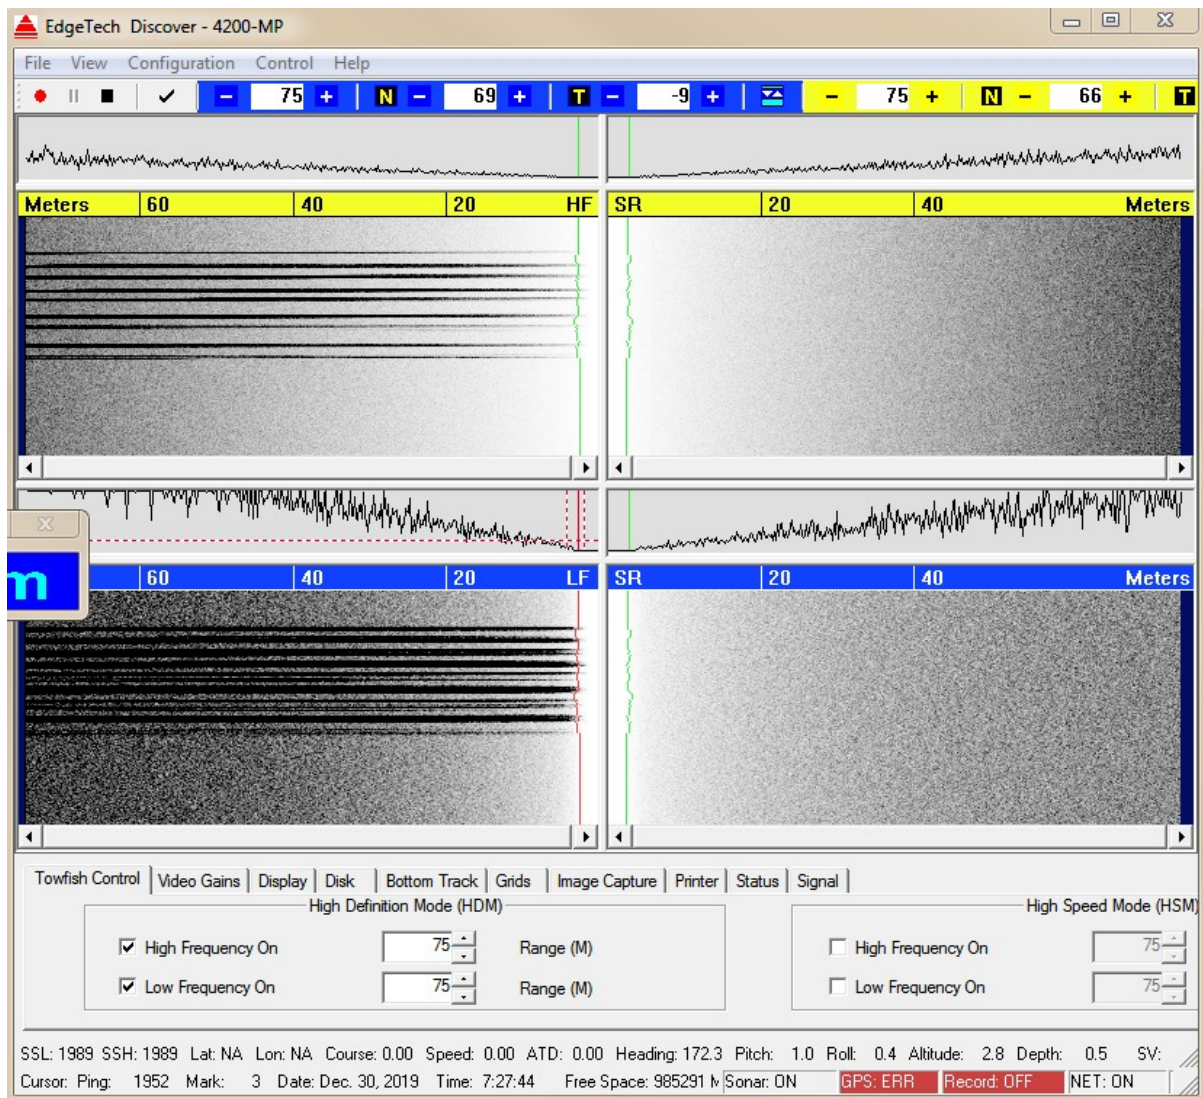 EdgeTech Discover - 4200-MP
File View Configuration Control Help
- 75 + N - 69 + T - -9 + - 75 + N - 66 + T
Meters 60 40 20 HF SR 20 40 Meters
60 40 20 LF SR 20 40 Meters
m
Towfish Control Video Gains Display Disk Bottom Track Grids Image Capture Printer Status Signal
High Definition Mode (HDM) High Speed Mode (HSM)
High Frequency On 75 Range (M) High Frequency On 75
Low Frequency On 75 Range (M) Low Frequency On 75
SSL: 1989 SSH: 1989 Lat: NA Lon: NA Course: 0.00 Speed: 0.00 ATD: 0.00 Heading: 172.3 Pitch: 1.0 Roll: 0.4 Altitude: 2.8 Depth: 0.5 SV:
Cursor: Ping: 1952 Mark: 3 Date: Dec. 30, 2019 Time: 7:27:44 Free Space: 985291 M Sonar: ON GPS: ERR Record: OFF NET: ON